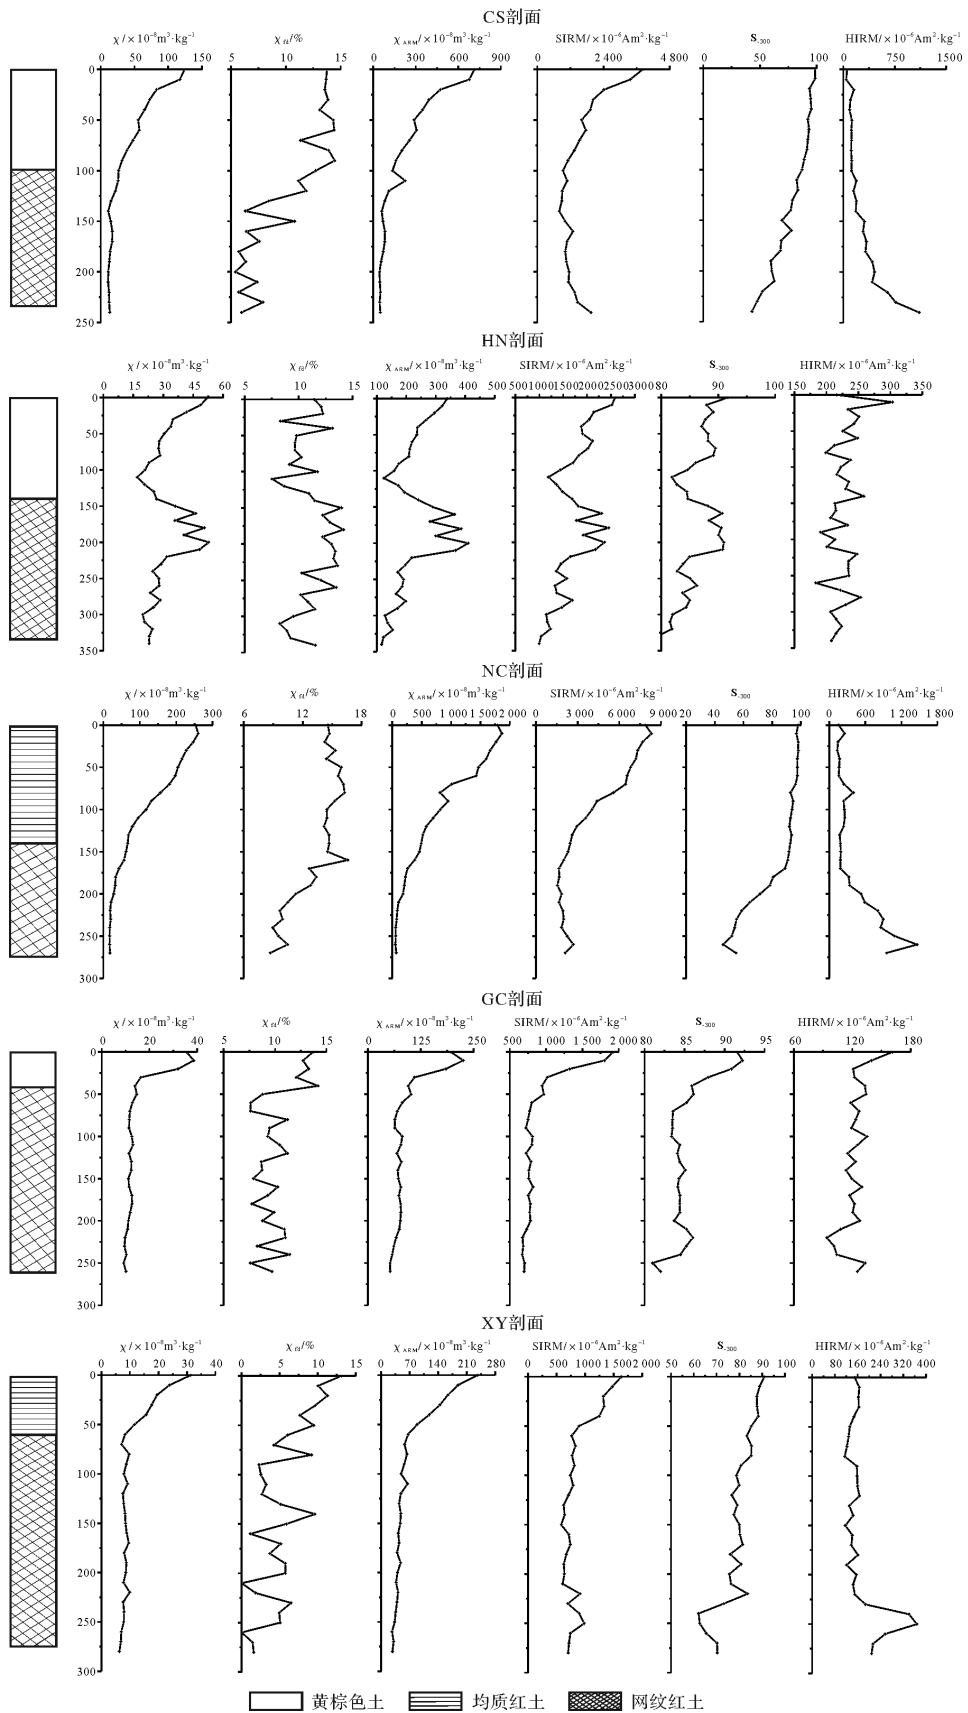 CS剖面
χ/×10⁻⁸m³·kg⁻¹ χfd/% χARM/×10⁻⁸m³·kg⁻¹ SIRM/×10⁻⁶Am²·kg⁻¹ S-300 HIRM/×10⁻⁶Am²·kg⁻¹
0 50 100 150 5 10 15 0 300 600 900 0 2 400 4 800 0 50 100 0 750 1 500
0
50
100
150
200
250
HN剖面
χ/×10⁻⁸m³·kg⁻¹ χfd/% χARM/×10⁻⁸m³·kg⁻¹ SIRM/×10⁻⁶Am²·kg⁻¹ S-300 HIRM/×10⁻⁶Am²·kg⁻¹
0 15 30 45 60 5 10 15 100 200 300 400 500 500 1000 1500 2000 2500 3000 80 90 100 150 200 250 300 350
0
50
100
150
200
250
300
350
NC剖面
χ/×10⁻⁸m³·kg⁻¹ χfd/% χARM/×10⁻⁸m³·kg⁻¹ SIRM/×10⁻⁶Am²·kg⁻¹ S-300 HIRM/×10⁻⁶Am²·kg⁻¹
0 100 200 300 6 12 18 0 500 1 000 1 500 2 000 0 3 000 6 000 9 000 20 40 60 80 100 0 600 1 200 1 800
0
50
100
150
200
250
300
GC剖面
χ/×10⁻⁸m³·kg⁻¹ χfd/% χARM/×10⁻⁸m³·kg⁻¹ SIRM/×10⁻⁶Am²·kg⁻¹ S-300 HIRM/×10⁻⁶Am²·kg⁻¹
0 20 40 5 10 15 0 125 250 500 1 000 1 500 2 000 80 85 90 95 60 120 180
0
50
100
150
200
250
300
XY剖面
χ/×10⁻⁸m³·kg⁻¹ χfd/% χARM/×10⁻⁸m³·kg⁻¹ SIRM/×10⁻⁶Am²·kg⁻¹ S-300 HIRM/×10⁻⁶Am²·kg⁻¹
0 10 20 30 40 0 5 10 15 0 70 140 210 280 0 500 1000 1500 2 000 50 60 70 80 90 100 0 80 160 240 320 400
0
50
100
150
200
250
300
黄棕色土 均质红土 网纹红土